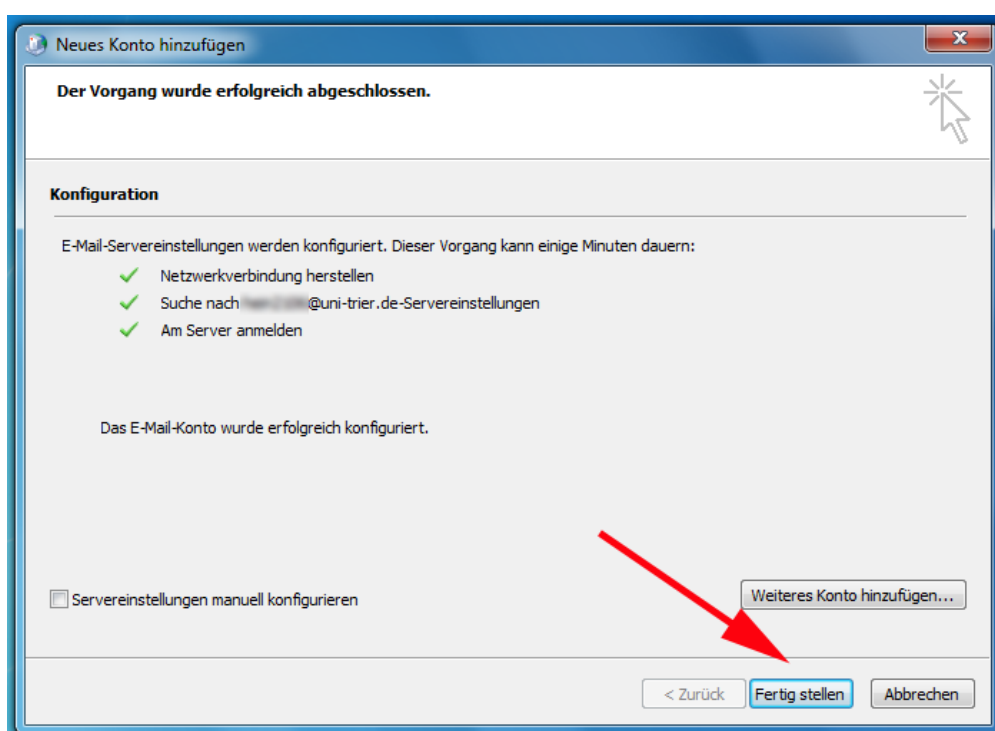 Neues Konto hinzufügen
Der Vorgang wurde erfolgreich abgeschlossen.
Konfiguration
E-Mail-Servereinstellungen werden konfiguriert. Dieser Vorgang kann einige Minuten dauern:
Netzwerkverbindung herstellen
Suche nach @uni-trier.de-Servereinstellungen
Am Server anmelden
Das E-Mail-Konto wurde erfolgreich konfiguriert.
Servereinstellungen manuell konfigurieren
Weiteres Konto hinzufügen...
< Zurück Fertig stellen Abbrechen